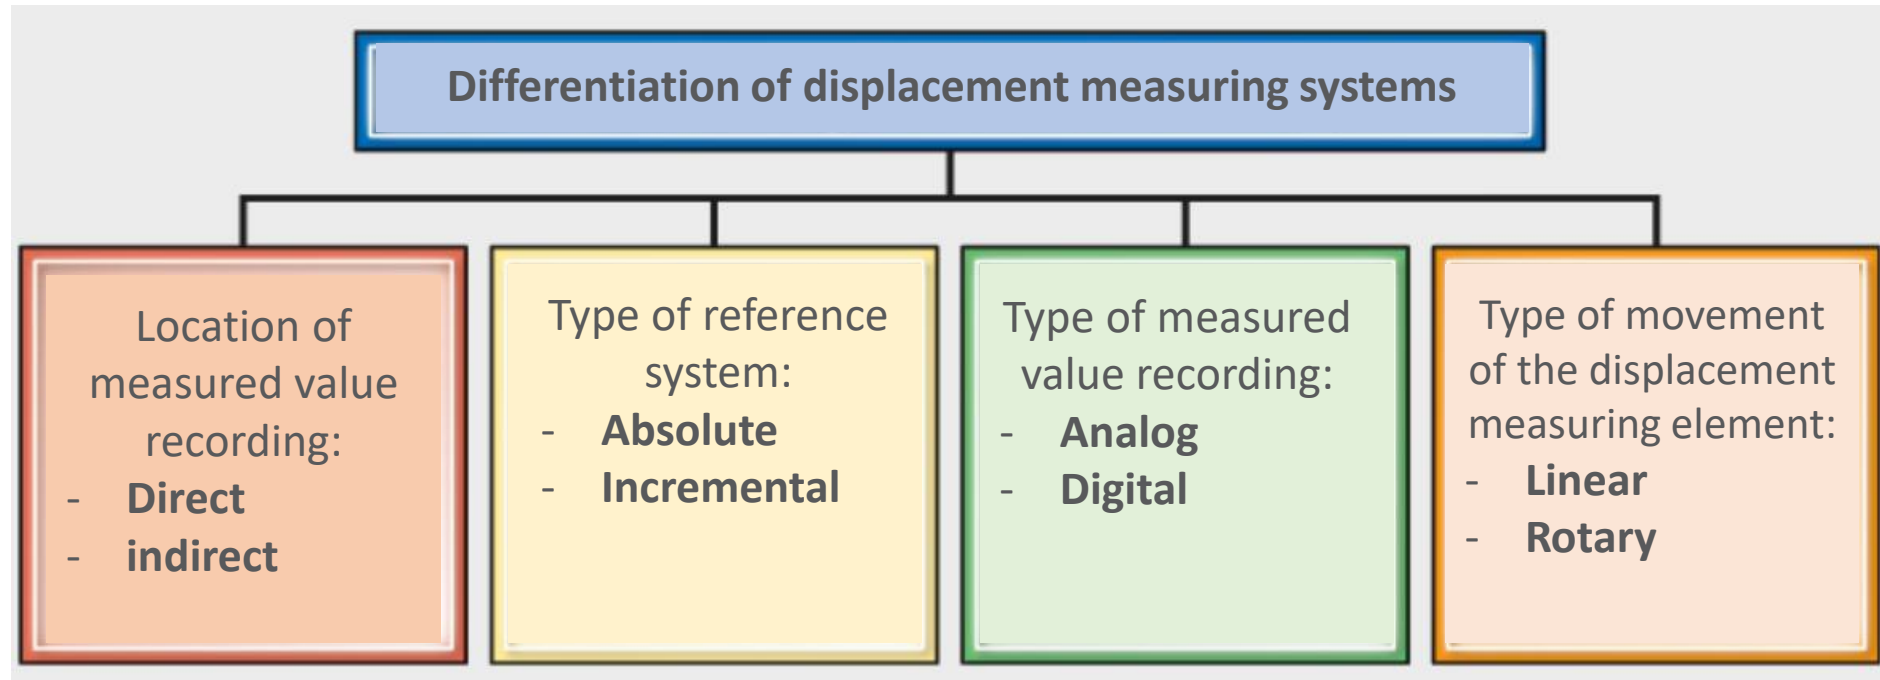 Differentiation of displacement measuring systems
Location of
measured value
recording:
- Direct
- indirect
Type of reference
system:
- Absolute
- Incremental
Type of measured
value recording:
- Analog
- Digital
Type of movement
of the displacement
measuring element:
- Linear
- Rotary